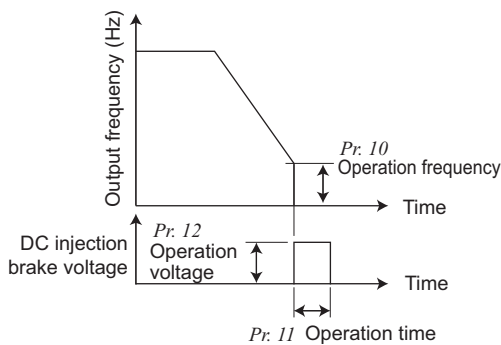 Output frequency (Hz)
Pr. 10
Operation frequency
Time
DC injection
brake voltage
Pr. 12
Operation
voltage
Time
Pr. 11 Operation time